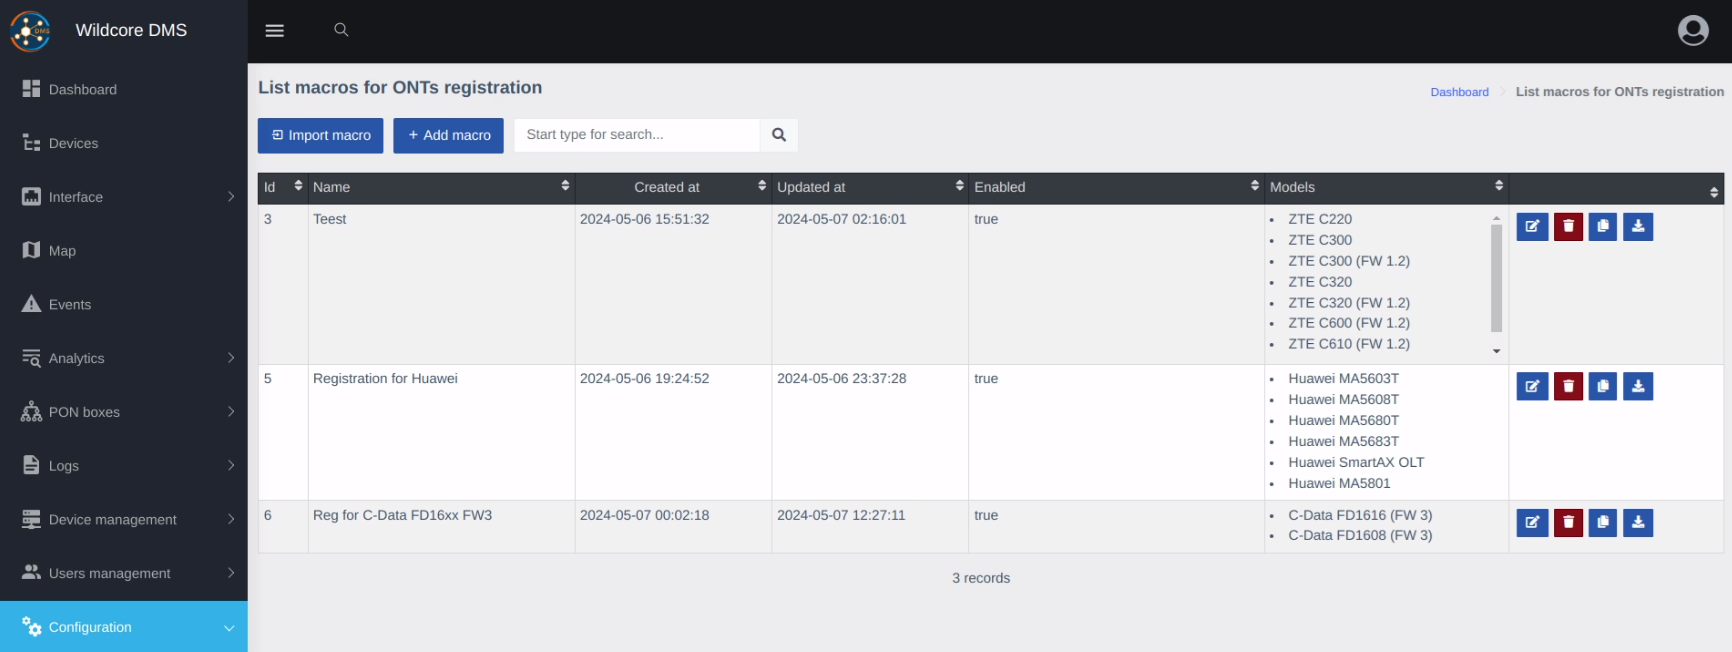 DMS
Wildcore DMS
Dashboard
Devices
Interface
Map
Events
Analytics
PON boxes
Logs
Device management
Users management
Configuration
List macros for ONTs registration
Dashboard
List macros for ONTs registration
Import macro
+ Add macro
Start type for search...
Id Name Created at Updated at Enabled Models
3 Teest 2024-05-06 15:51:32 2024-05-07 02:16:01 true • ZTE C220
• ZTE C300
• ZTE C300 (FW 1.2)
• ZTE C320
• ZTE C320 (FW 1.2)
• ZTE C600 (FW 1.2)
• ZTE C610 (FW 1.2)
5 Registration for Huawei 2024-05-06 19:24:52 2024-05-06 23:37:28 true • Huawei MA5603T
• Huawei MA5608T
• Huawei MA5680T
• Huawei MA5683T
• Huawei SmartAX OLT
• Huawei MA5801
6 Reg for C-Data FD16xx FW3 2024-05-07 00:02:18 2024-05-07 12:27:11 true • C-Data FD1616 (FW 3)
• C-Data FD1608 (FW 3)
3 records